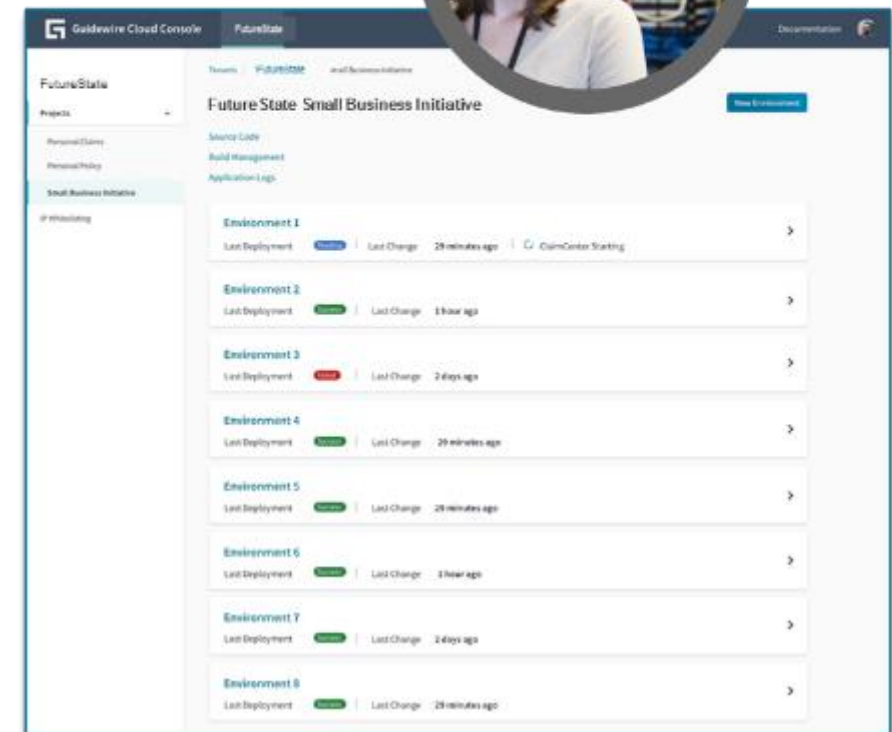 Guidewire Cloud Console FutureState Documentation
Tenants / FutureState Small Business Initiative
FutureState
Projects
Personal Claims
Personal Policy
Small Business Initiative
IP Whitelisting
Future State Small Business Initiative
New Environment
Source Code
Build Management
Application Logs
Environment 1
Last Deployment Pending Last Change 29 minutes ago ClaimCenter Starting
Environment 2
Last Deployment Success Last Change 1 hour ago
Environment 3
Last Deployment Failed Last Change 2 days ago
Environment 4
Last Deployment Success Last Change 29 minutes ago
Environment 5
Last Deployment Success Last Change 29 minutes ago
Environment 6
Last Deployment Success Last Change 1 hour ago
Environment 7
Last Deployment Success Last Change 2 days ago
Environment 8
Last Deployment Success Last Change 29 minutes ago